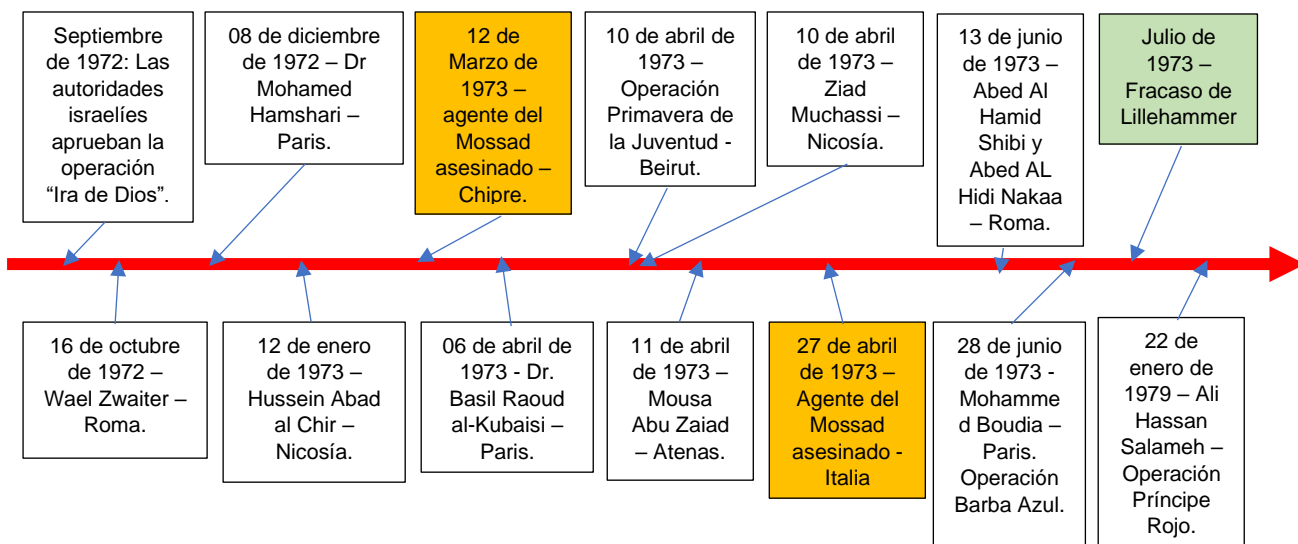 Septiembre
de 1972: Las
autoridades
israelíes
aprueban la
operación
“Ira de Dios”.
08 de diciembre
de 1972 – Dr
Mohamed
Hamshari –
Paris.
12 de
Marzo de
1973 –
agente del
Mossad
asesinado –
Chipre.
10 de abril de
1973 –
Operación
Primavera de
la Juventud -
Beirut.
10 de abril
de 1973 –
Ziad
Muchassi –
Nicosía.
13 de junio
de 1973 –
Abed Al
Hamid
Shibi y
Abed AL
Hidi Nakaa
– Roma.
Julio de
1973 –
Fracaso de
Lillehammer
16 de octubre
de 1972 –
Wael Zwaiter –
Roma.
12 de enero
de 1973 –
Hussein Abad
al Chir –
Nicosía.
06 de abril de
1973 - Dr.
Basil Raoud
al-Kubaisi –
Paris.
11 de abril
de 1973 –
Mousa
Abu Zaiad
– Atenas.
27 de abril
de 1973 –
Agente del
Mossad
asesinado -
Italia
28 de junio
de 1973 -
Mohamme
d Boudia –
Paris.
Operación
Barba Azul.
22 de
enero de
1979 – Ali
Hassan
Salameh –
Operación
Príncipe
Rojo.